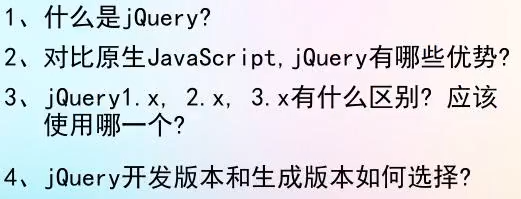 1、什么是jQuery?
2、对比原生JavaScript,jQuery有哪些优势?
3、jQuery1.x, 2.x, 3.x有什么区别? 应该
使用哪一个?
4、jQuery开发版本和生成版本如何选择?